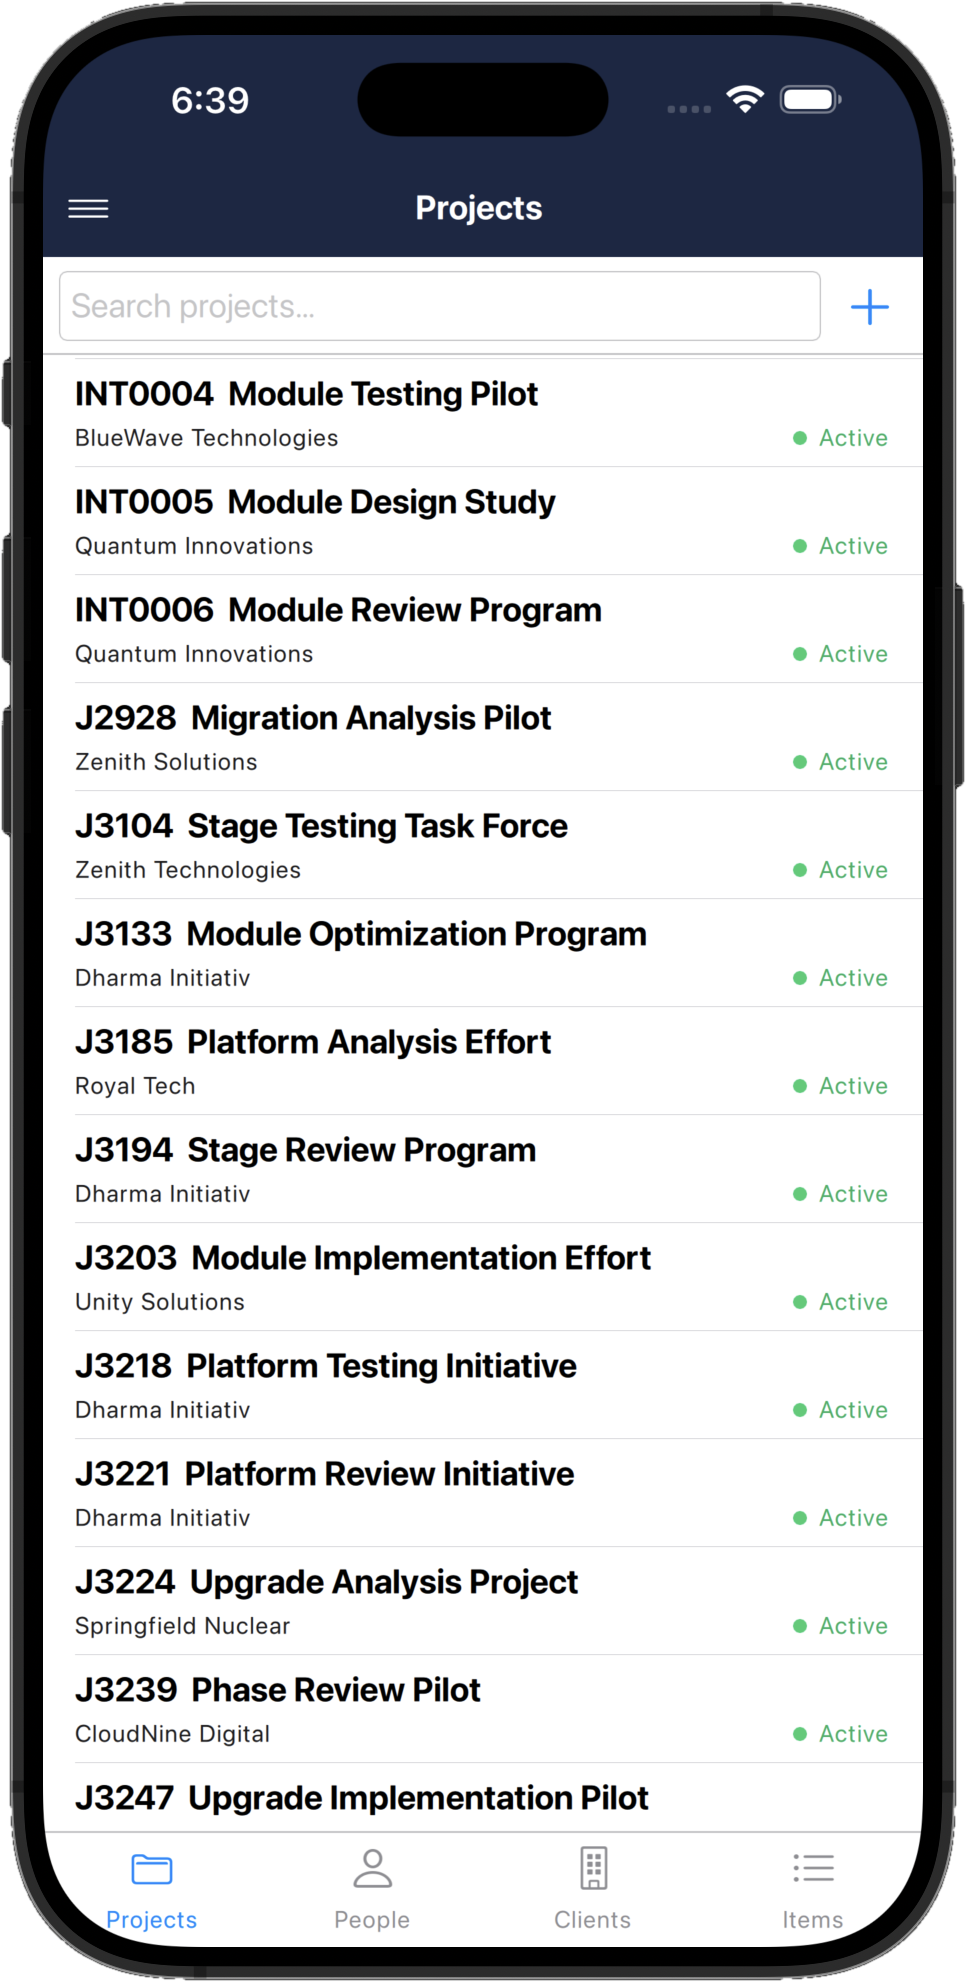 6:39
Projects
Search projects...
INT0004 Module Testing Pilot
BlueWave Technologies
Active
INT0005 Module Design Study
Quantum Innovations
Active
INT0006 Module Review Program
Quantum Innovations
Active
J2928 Migration Analysis Pilot
Zenith Solutions
Active
J3104 Stage Testing Task Force
Zenith Technologies
Active
J3133 Module Optimization Program
Dharma Initiativ
Active
J3185 Platform Analysis Effort
Royal Tech
Active
J3194 Stage Review Program
Dharma Initiativ
Active
J3203 Module Implementation Effort
Unity Solutions
Active
J3218 Platform Testing Initiative
Dharma Initiativ
Active
J3221 Platform Review Initiative
Dharma Initiativ
Active
J3224 Upgrade Analysis Project
Springfield Nuclear
Active
J3239 Phase Review Pilot
CloudNine Digital
Active
J3247 Upgrade Implementation Pilot
Projects
People
Clients
Items